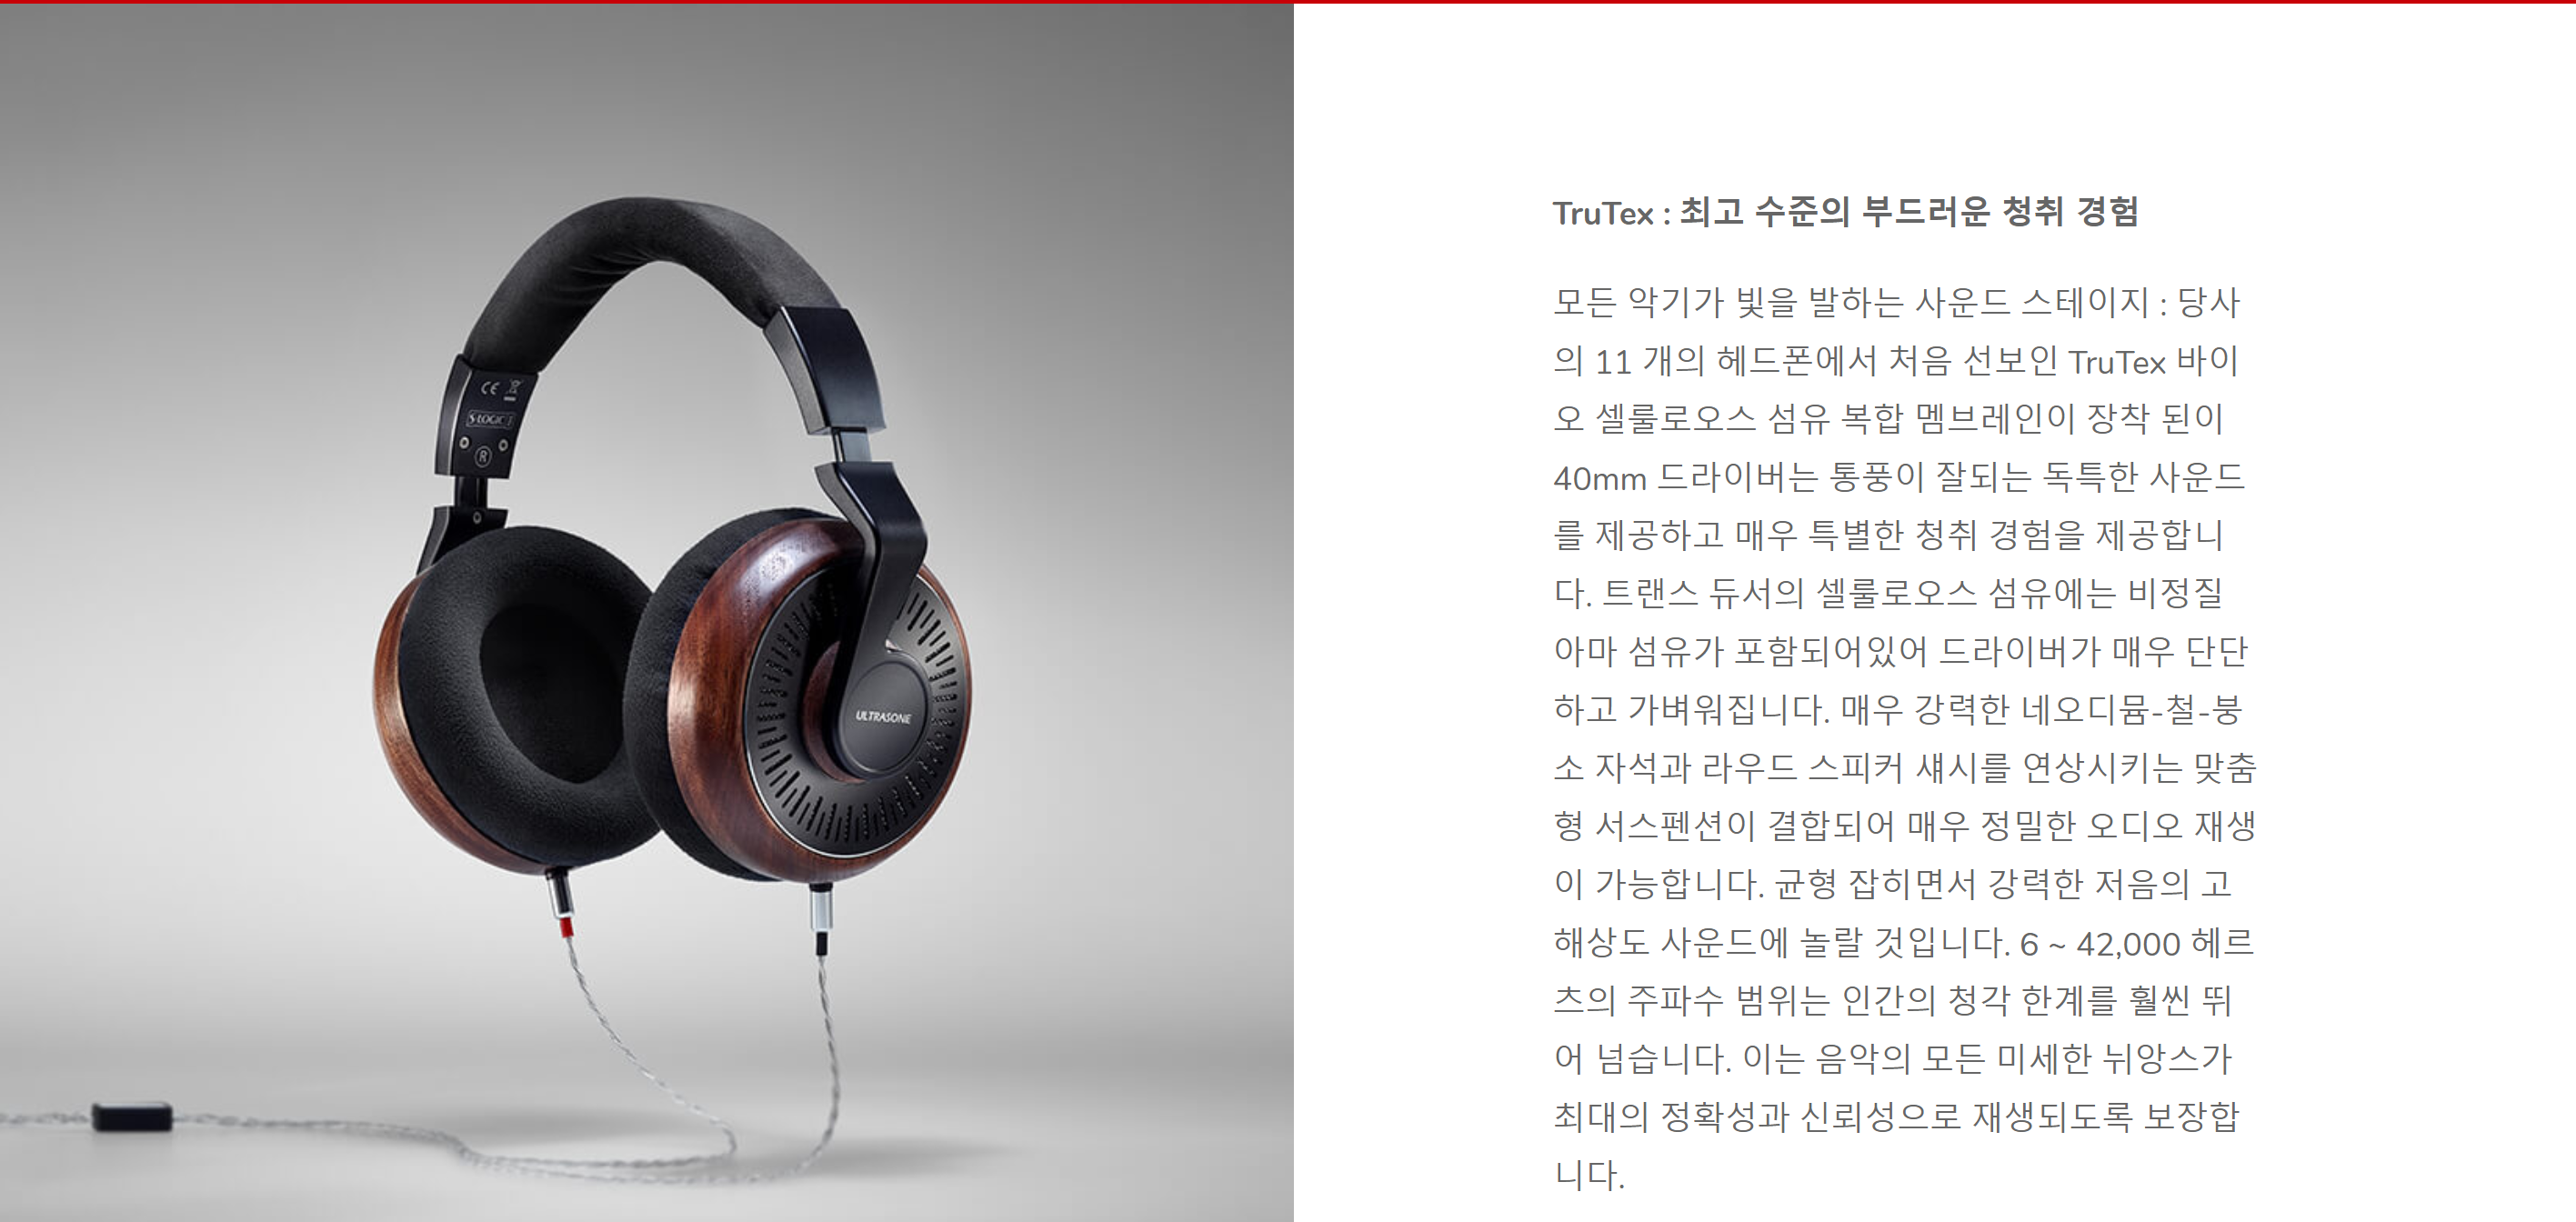 CE
S-LOGIC
R
ULTRASONE
TruTex : 최고 수준의 부드러운 청취 경험
모든 악기가 빛을 발하는 사운드 스테이지 : 당사
의 11 개의 헤드폰에서 처음 선보인 TruTex 바이
오 셀룰로오스 섬유 복합 멤브레인이 장착 된이
40mm 드라이버는 통풍이 잘되는 독특한 사운드
를 제공하고 매우 특별한 청취 경험을 제공합니
다. 트랜스 듀서의 셀룰로오스 섬유에는 비정질
아마 섬유가 포함되어있어 드라이버가 매우 단단
하고 가벼워집니다. 매우 강력한 네오디뮴-철-붕
소 자석과 라우드 스피커 섀시를 연상시키는 맞춤
형 서스펜션이 결합되어 매우 정밀한 오디오 재생
이 가능합니다. 균형 잡히면서 강력한 저음의 고
해상도 사운드에 놀랄 것입니다. 6 ~ 42,000 헤르
츠의 주파수 범위는 인간의 청각 한계를 훨씬 뛰
어 넘습니다. 이는 음악의 모든 미세한 뉘앙스가
최대의 정확성과 신뢰성으로 재생되도록 보장합
니다.